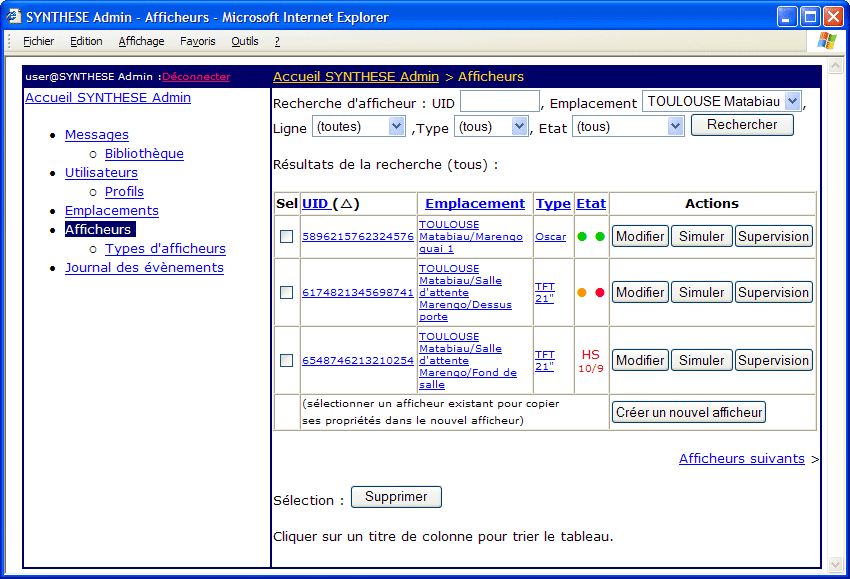 SYNTHESE Admin - Afficheurs - Microsoft Internet Explorer
Fichier Edition Affichage Favoris Outils ?
user@SYNTHESE Admin :Déconnecter
Accueil SYNTHESE Admin
Messages
Bibliothèque
Utilisateurs
Profils
Emplacements
Afficheurs
Types d'afficheurs
Journal des évènements
Accueil SYNTHESE Admin > Afficheurs
Recherche d'afficheur : UID , Emplacement TOULOUSE Matabiau ,
Ligne (toutes) ,Type (tous) , Etat (tous) Rechercher
Résultats de la recherche (tous) :
Sel UID (△) Emplacement Type Etat Actions
5896215762324576 TOULOUSE Matabiau/Marengo quai 1 Oscar Modifier Simuler Supervision
6174821345698741 TOULOUSE Matabiau/Salle d'attente Marengo/Dessus porte TFT 21" Modifier Simuler Supervision
6548746213210254 TOULOUSE Matabiau/Salle d'attente Marengo/Fond de salle TFT 21" HS 10/9 Modifier Simuler Supervision
(sélectionner un afficheur existant pour copier
ses propriétés dans le nouvel afficheur) Créer un nouvel afficheur
Afficheurs suivants >
Sélection : Supprimer
Cliquer sur un titre de colonne pour trier le tableau.